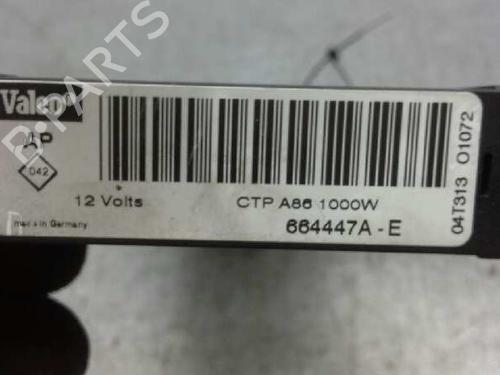 Valeo
042
12 Volts
CTP A86 1000W
made in Germany
664447A - E
04T313 O1072
B-PARTS